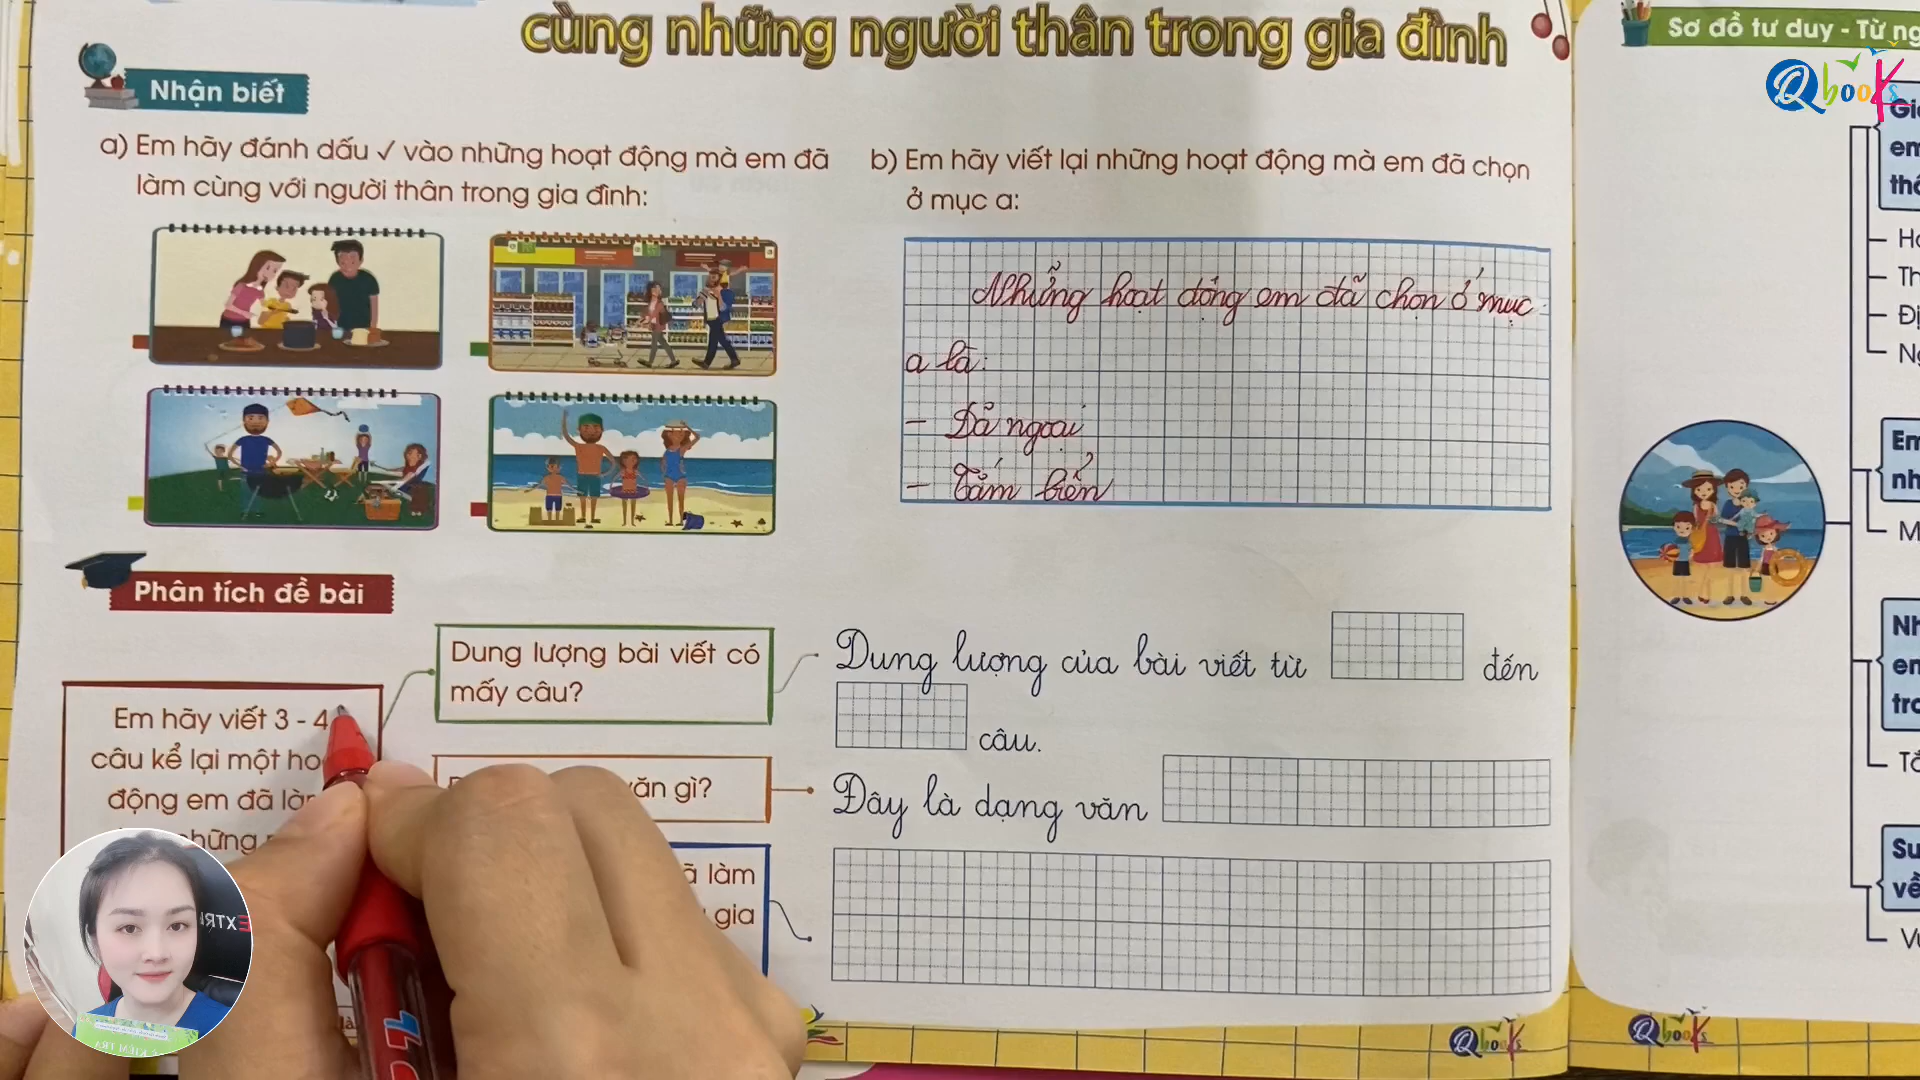 cùng những người thân trong gia đình
Nhận biết
a) Em hãy đánh dấu ✓ vào những hoạt động mà em đã
làm cùng với người thân trong gia đình:
b) Em hãy viết lại những hoạt động mà em đã chọn
ở mục a:
Những hoạt động em đã chọn ở mục
a là:
- Dã ngoại
- Tắm biển
Phân tích đề bài
Em hãy viết 3 - 4
câu kể lại một
động em đã
Dung lượng bài viết có
mấy câu?
Dung lượng của bài viết từ đến
câu.
văn gì?
Đây là dạng văn
làm
gia
Sơ đồ tư duy - Từ
Qbooks
Em
Qbooks
Qbooks